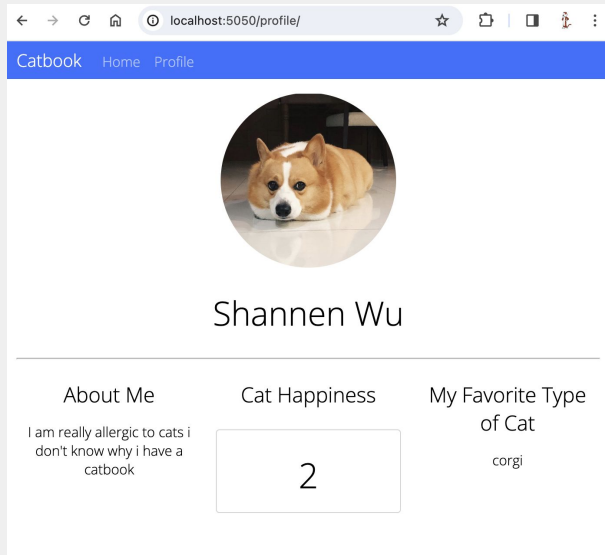 localhost:5050/profile/
Catbook Home Profile
Shannen Wu
About Me
I am really allergic to cats i
don't know why i have a
catbook
Cat Happiness
2
My Favorite Type
of Cat
corgi